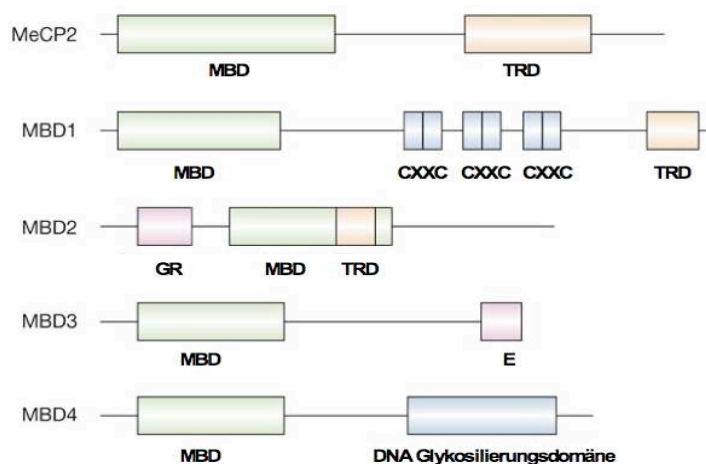 MeCP2
MBD TRD
MBD1
MBD CXXC CXXC CXXC TRD
MBD2
GR MBD TRD
MBD3
MBD E
MBD4
MBD DNA Glykosilierungsdomäne